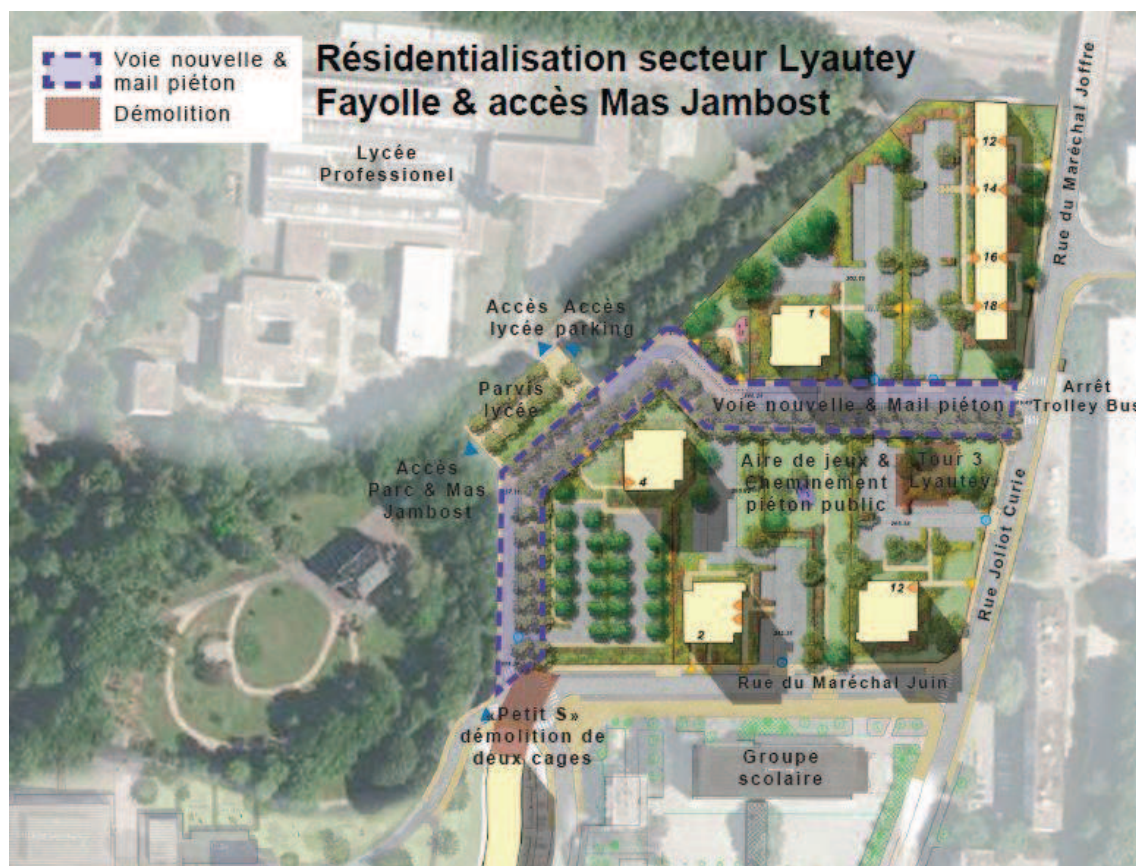 Voie nouvelle &
mail piéton
Démolition
Résidentialisation secteur Lyautey
Fayolle & accès Mas Jambost
Lycée
Professionel
Rue du Maréchal Joffre
12
14
16
18
1
Accès
lycée
Accès
parking
Parvis
lycée
Accès
Parc & Mas
Jambost
Voie nouvelle & Mail piéton
Arrêt
Trolley Bus
4
Aire de jeux &
Cheminement
piéton public
Tour 3
Lyautey
Rue Joliot Curie
2
12
Rue du Maréchal Juin
«Petit S»
démolition de
deux cages
Groupe
scolaire